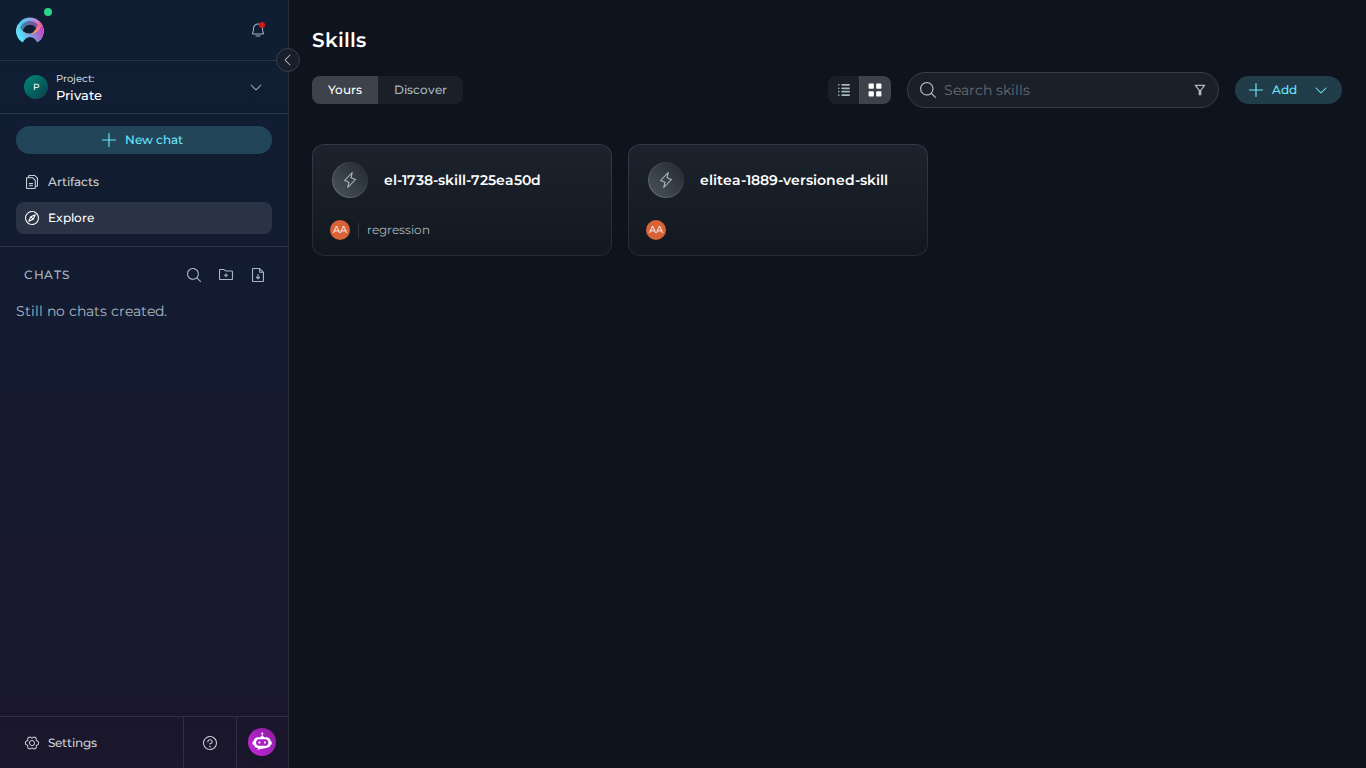 P
Project:
Private
New chat
Artifacts
Explore
CHATS
Still no chats created.
Settings
Skills
Yours
Discover
Search skills
Add
el-1738-skill-725ea50d
AA
regression
elitea-1889-versioned-skill
AA